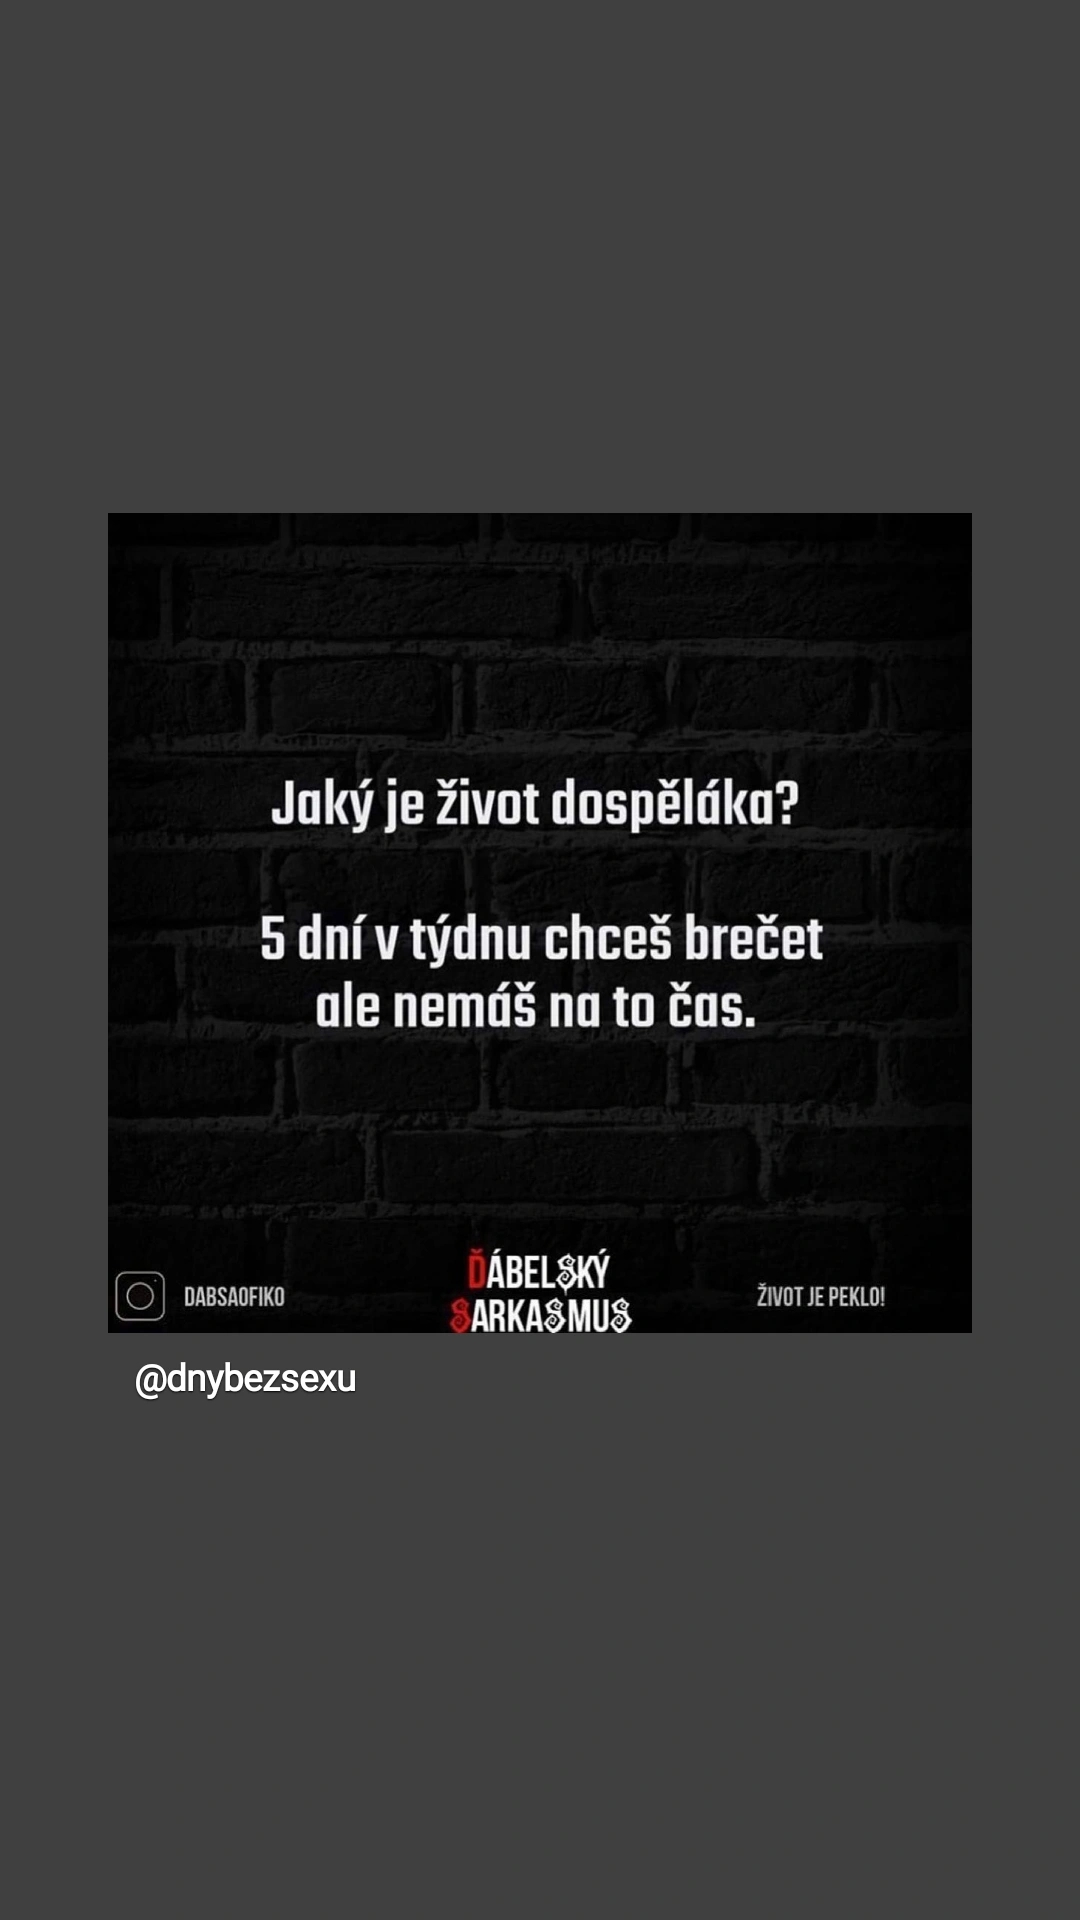 Jaký je život dospěláka?
5 dní v týdnu chceš brečet
ale nemáš na to čas.
DABSAOFIKO
ĎÁBELSKÝ
SARKASMUS
ŽIVOT JE PEKLO!
@dnybezsexu